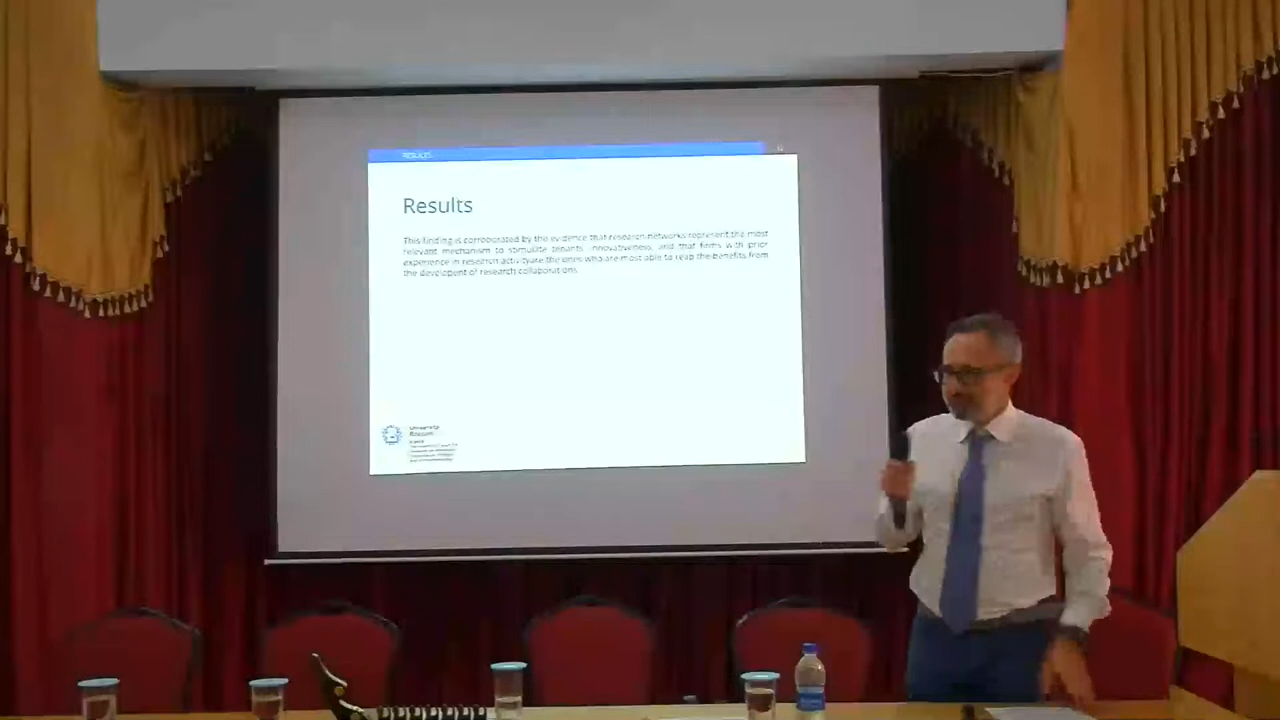 RESULTS
Results
This finding is corroborated by the evidence that research networks represent the most
relevant mechanism to stimulate tenants innovativeness, and that firms with prior
experience in research activity are the ones who are most able to reap the benefits from
the development of research collaborations
Università